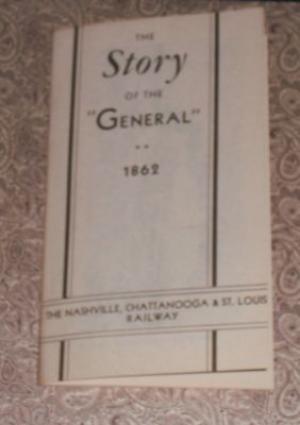 THE
Story
OF THE
"GENERAL"
1862
THE NASHVILLE, CHATTANOOGA & ST. LOUIS
RAILWAY